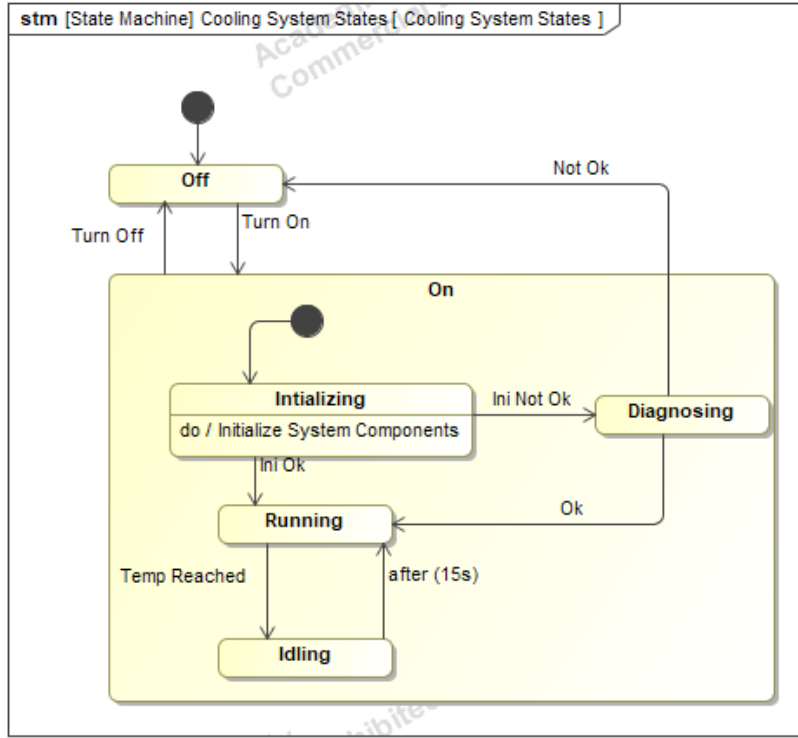 stm [State Machine] Cooling System States [ Cooling System States ]
Off
Not Ok
Turn On
Turn Off
On
Intializing
do / Initialize System Components
Ini Not Ok
Diagnosing
Ini Ok
Running
Ok
Temp Reached
after (15s)
Idling